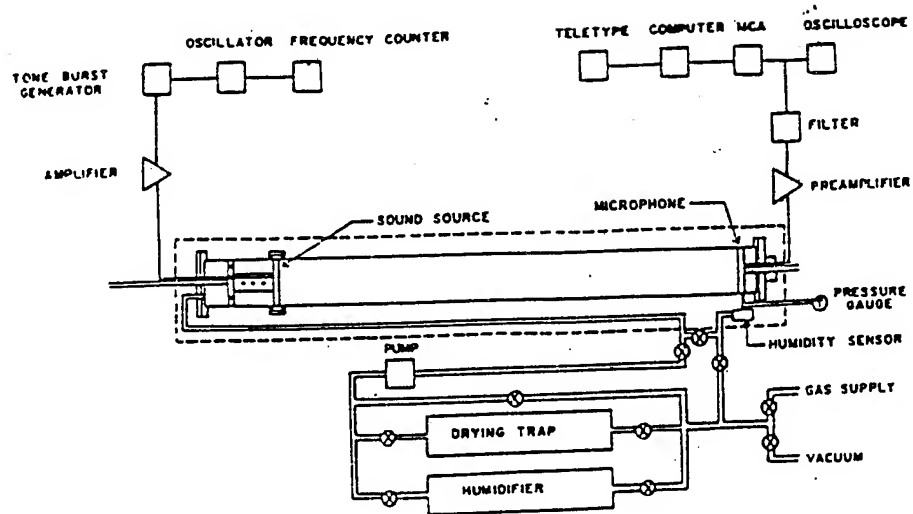 OSCILLATOR FREQUENCY COUNTER
TELETYPE COMPUTER MCA OSCILLOSCOPE
TONE BURST
GENERATOR
FILTER
AMPLIFIER
PREAMPLIFIER
SOUND SOURCE
MICROPHONE
PRESSURE
GAUGE
HUMIDITY SENSOR
PUMP
GAS SUPPLY
DRYING TRAP
VACUUM
HUMIDIFIER